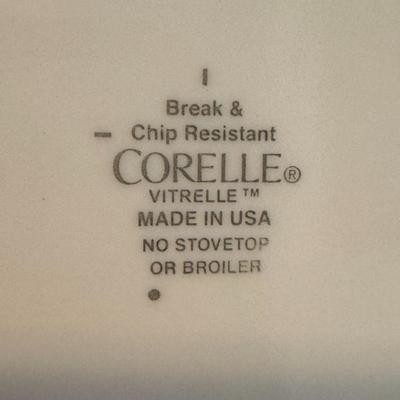 Break &
Chip Resistant
CORELLE®
VITRELLE™
MADE IN USA
NO STOVETOP
OR BROILER